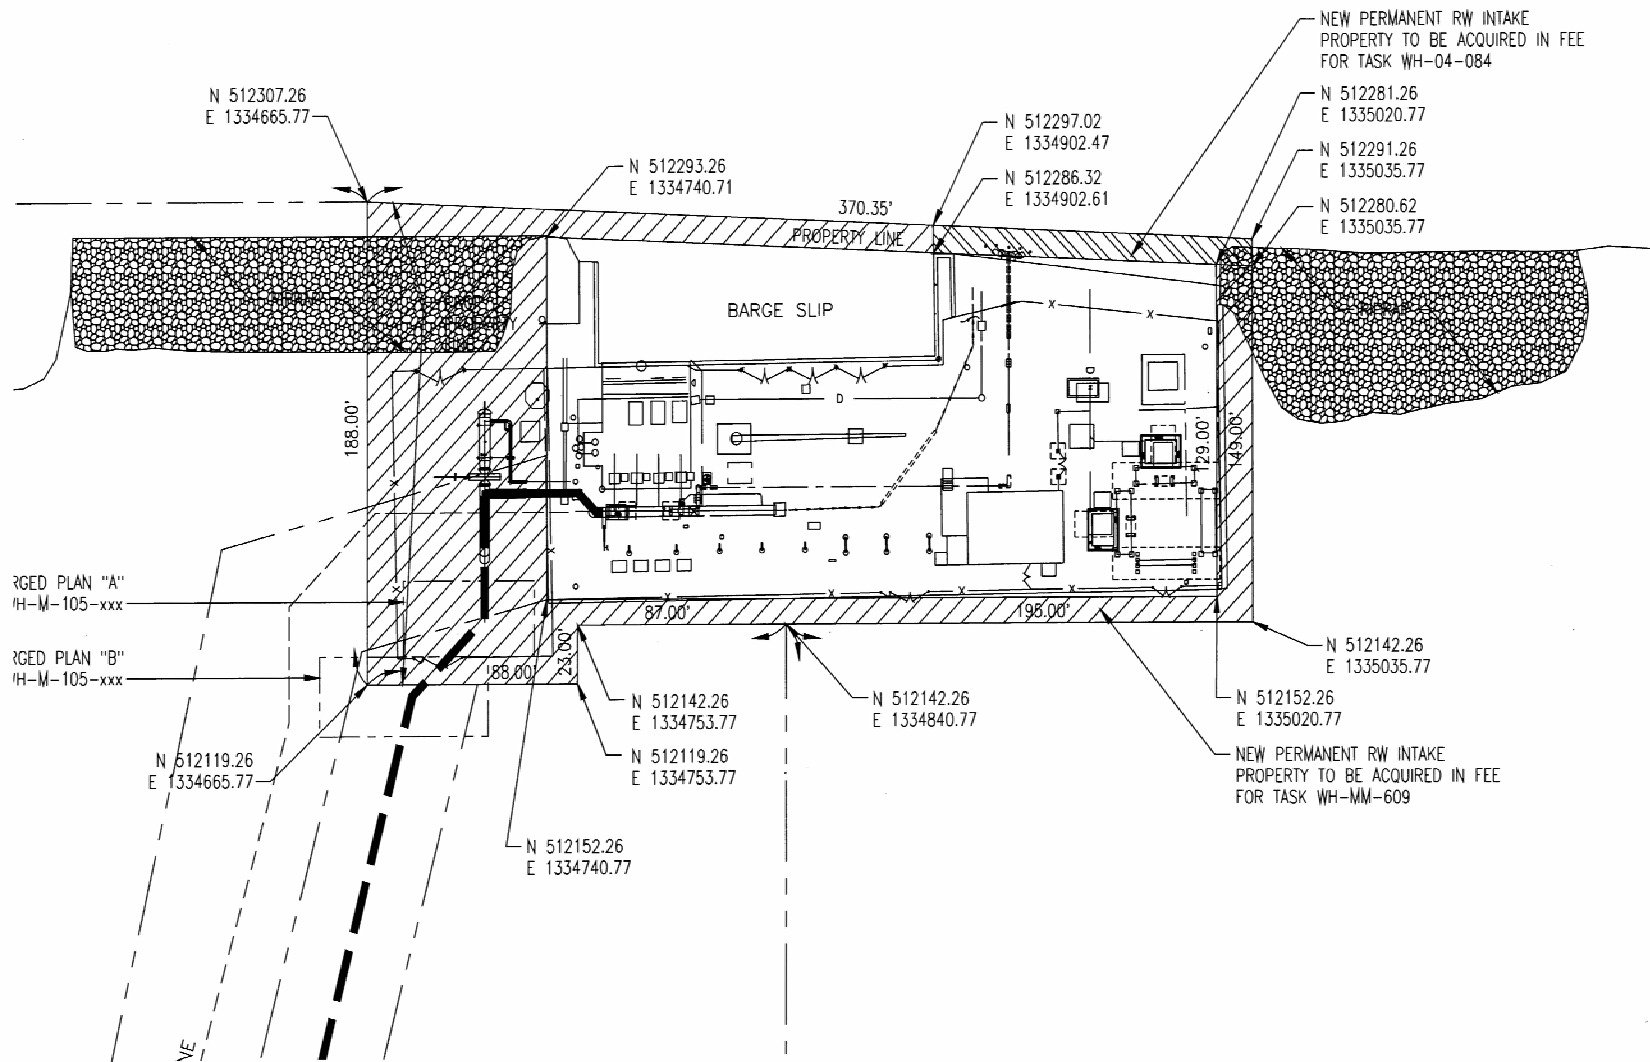 NEW PERMANENT RW INTAKE
PROPERTY TO BE ACQUIRED IN FEE
FOR TASK WH-04-084
N 512307.26
E 1334665.77
N 512281.26
E 1335020.77
N 512297.02
E 1334902.47
N 512291.26
E 1335035.77
N 512293.26
E 1334740.71
N 512286.32
E 1334902.61
N 512280.62
E 1335035.77
370.35'
PROPERTY LINE
BARGE SLIP
RIPRAP
188.00'
D
29.00'
149.00'
X
X
RGED PLAN "A"
/H-M-105-xxx
87.00'
195.00'
23.00'
RGED PLAN "B"
/H-M-105-xxx
88.00'
N 512142.26
E 1335035.77
N 512142.26
E 1334753.77
N 512142.26
E 1334840.77
N 512152.26
E 1335020.77
N 512119.26
E 1334665.77
N 512119.26
E 1334753.77
NEW PERMANENT RW INTAKE
PROPERTY TO BE ACQUIRED IN FEE
FOR TASK WH-MM-609
N 512152.26
E 1334740.77
VE